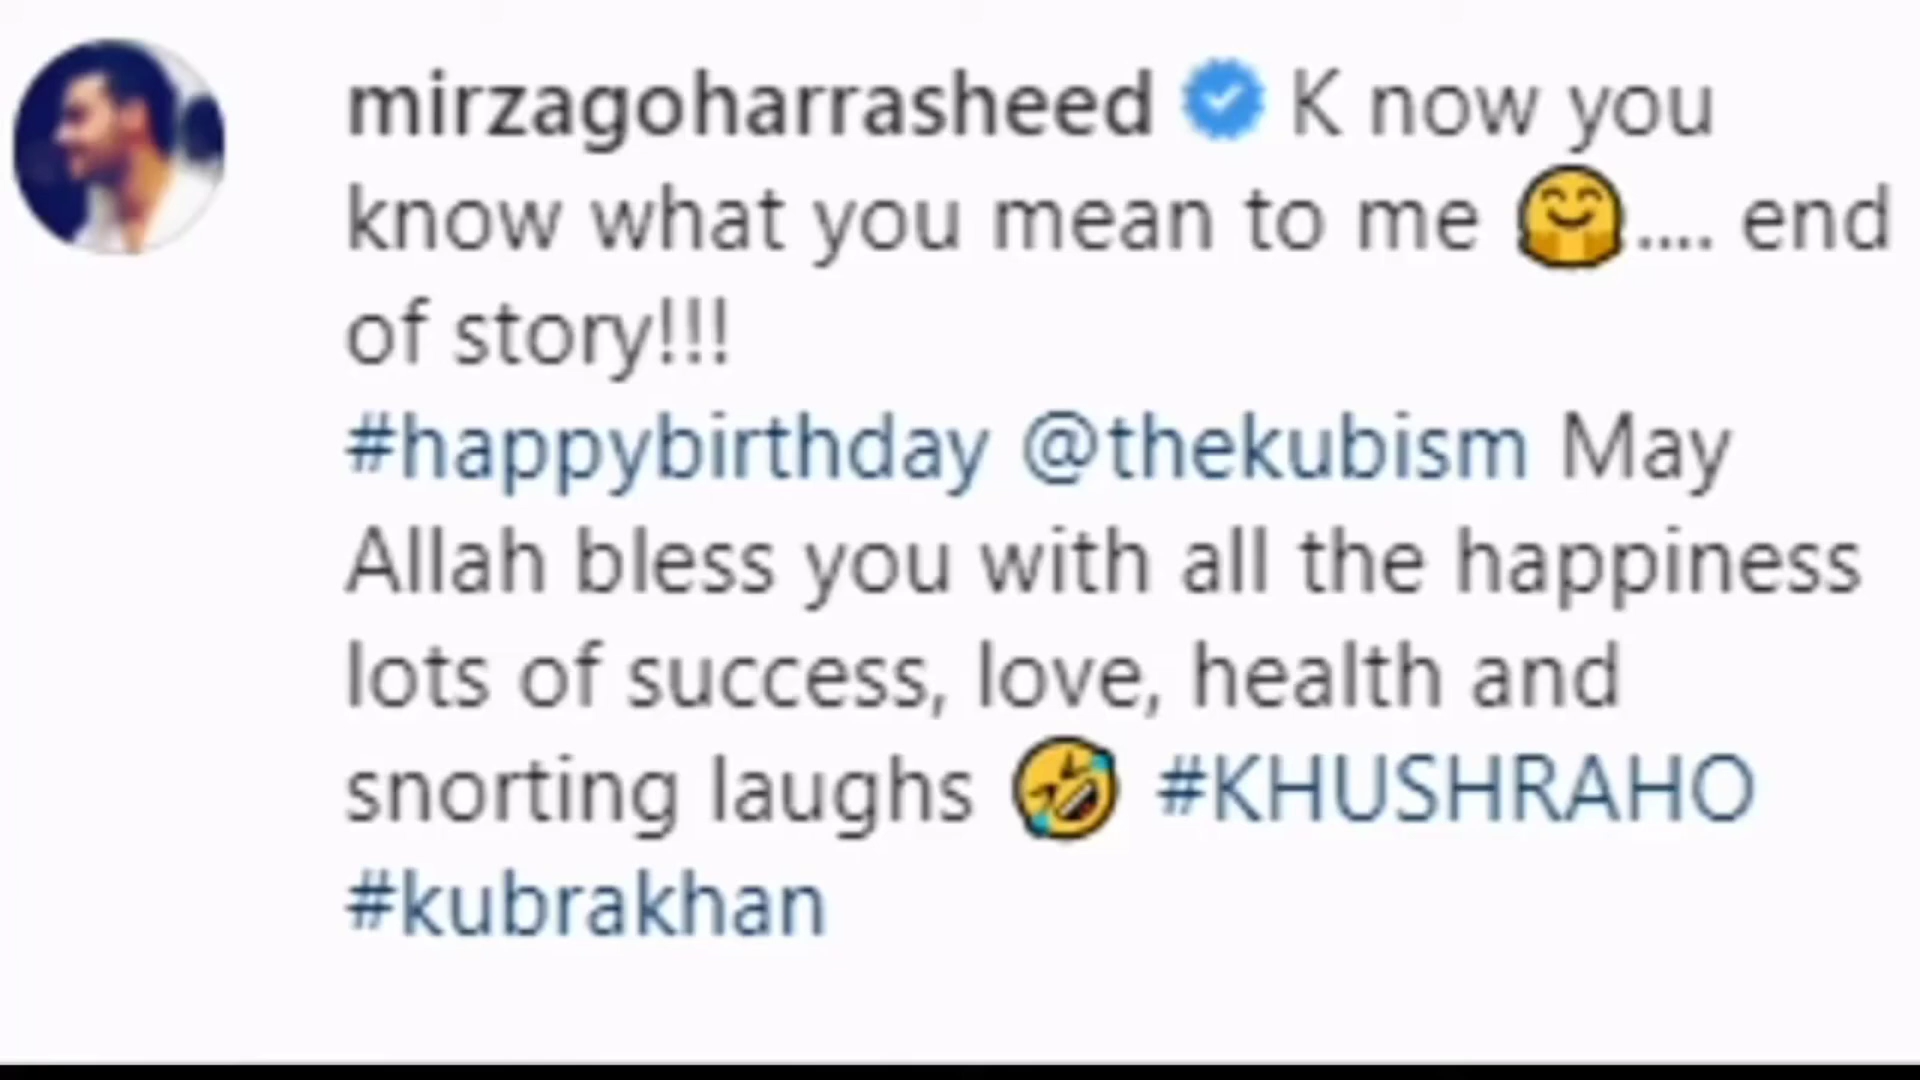 mirzagoharrasheed K now you
know what you mean to me 🤗.... end
of story!!!
#happybirthday @thekubism May
Allah bless you with all the happiness
lots of success, love, health and
snorting laughs 🤣 #KHUSHRAHO
#kubrakhan